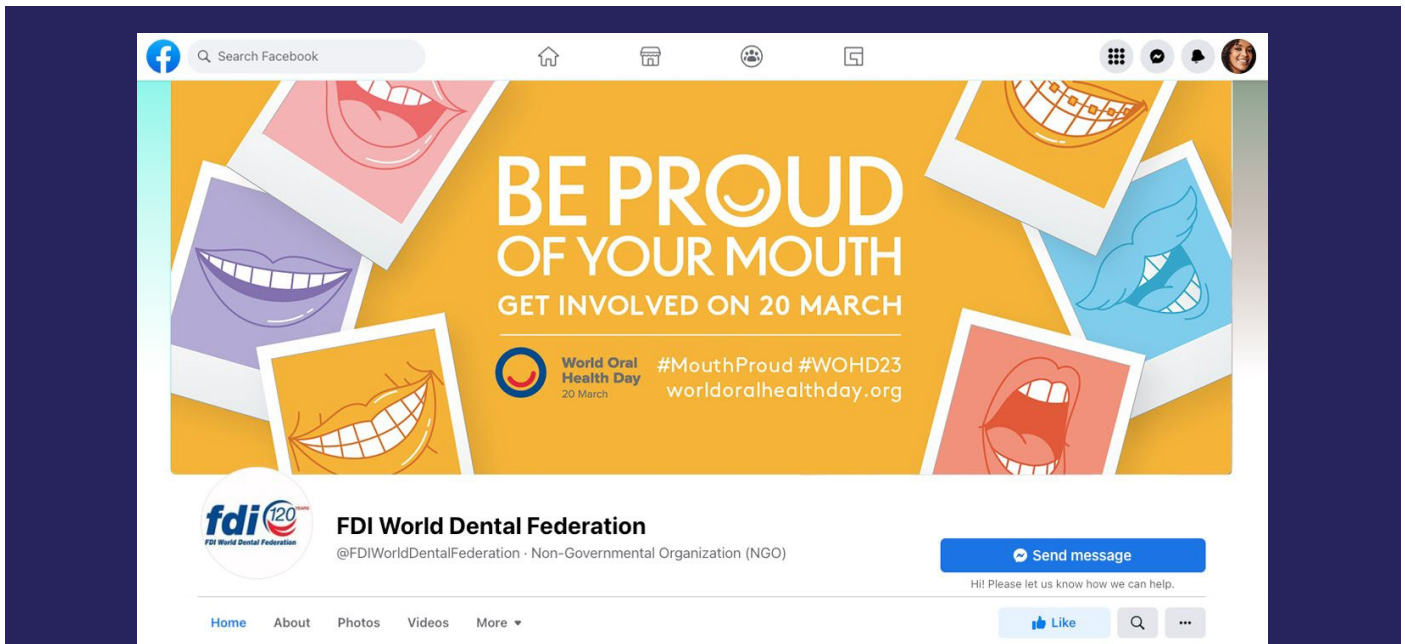 Search Facebook
BE PROUD
OF YOUR MOUTH
GET INVOLVED ON 20 MARCH
World Oral
Health Day
20 March
#MouthProud #WOHD23
worldoralhealthday.org
fdi 120 YEARS
FDI World Dental Federation
FDI World Dental Federation
@FDIWorldDentalFederation · Non-Governmental Organization (NGO)
Send message
Hi! Please let us know how we can help.
Home About Photos Videos More
Like